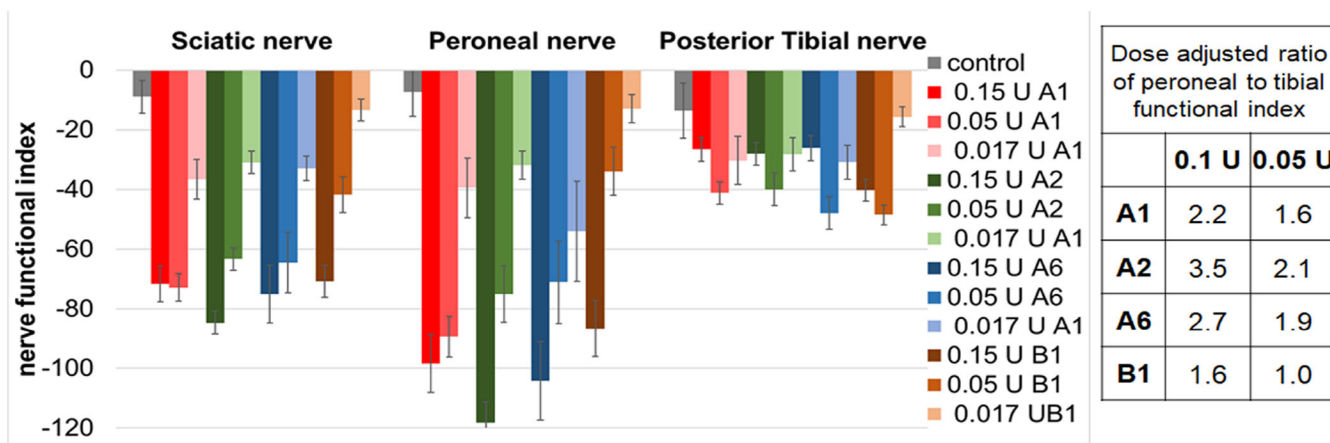 Sciatic nerve
Peroneal nerve
Posterior Tibial nerve
nerve functional index
0
-20
-40
-60
-80
-100
-120
control
0.15 U A1
0.05 U A1
0.017 U A1
0.15 U A2
0.05 U A2
0.017 U A1
0.15 U A6
0.05 U A6
0.017 U A1
0.15 U B1
0.05 U B1
0.017 UB1
Dose adjusted ratio
of peroneal to tibial
functional index
0.1 U 0.05 U
A1 2.2 1.6
A2 3.5 2.1
A6 2.7 1.9
B1 1.6 1.0